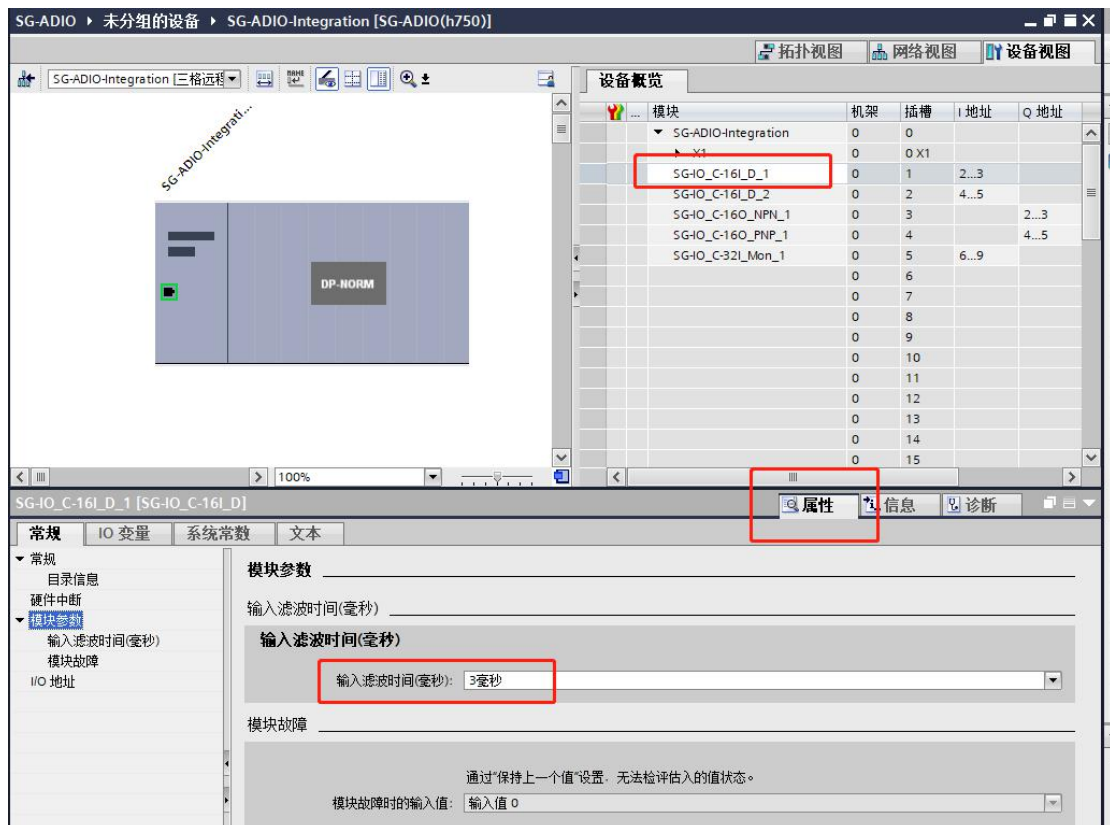 SG-ADIO ▸ 未分组的设备 ▸ SG-ADIO-Integration [SG-ADIO(h750)]
拓扑视图 网络视图 设备视图
SG-ADIO-Integration [三格远程 100%
SG-ADIO-Integrati...
DP-NORM
设备概览
... 模块 机架 插槽 I 地址 Q 地址
SG-ADIO-Integration 0 0
X1 0 0 X1
SG-IO_C-16I_D_1 0 1 2...3
SG-IO_C-16I_D_2 0 2 4...5
SG-IO_C-16O_NPN_1 0 3 2...3
SG-IO_C-16O_PNP_1 0 4 4...5
SG-IO_C-32I_Mon_1 0 5 6...9
0 6
0 7
0 8
0 9
0 10
0 11
0 12
0 13
0 14
0 15
SG-IO_C-16I_D_1 [SG-IO_C-16I_D]
属性 信息 诊断
常规 IO 变量 系统常数 文本
常规
目录信息
硬件中断
模块参数
输入滤波时间(毫秒)
模块故障
I/O 地址
模块参数
输入滤波时间(毫秒)
输入滤波时间(毫秒)
输入滤波时间(毫秒): 3毫秒
模块故障
通过"保持上一个值"设置, 无法检评估入的值状态。
模块故障时的输入值: 输入值 0